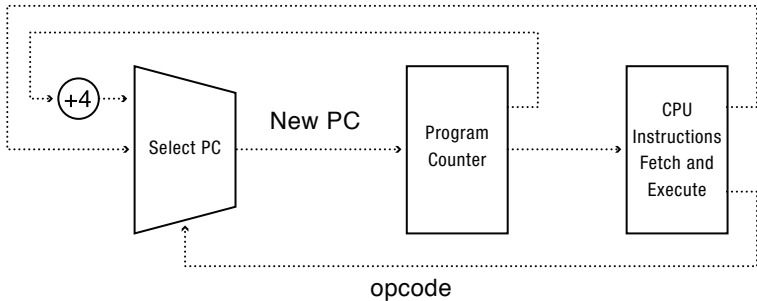 +4
Select PC
New PC
Program
Counter
CPU
Instructions
Fetch and
Execute
opcode